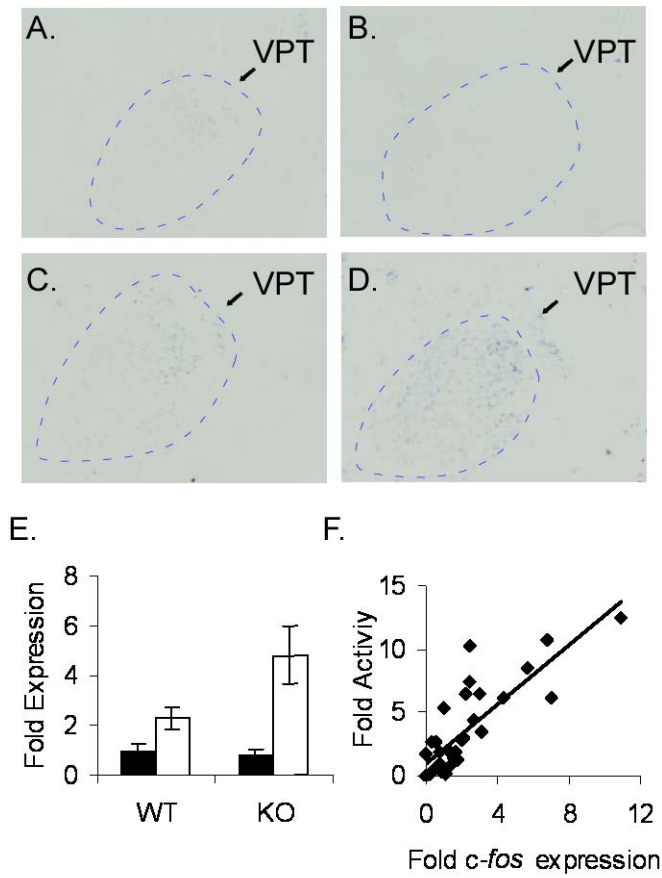 A.
VPT
B.
VPT
C.
VPT
D.
VPT
E.
Fold Expression
8
6
4
2
0
WT
KO
F.
Fold Activiy
15
10
5
0
0
4
8
12
Fold c-fos expression